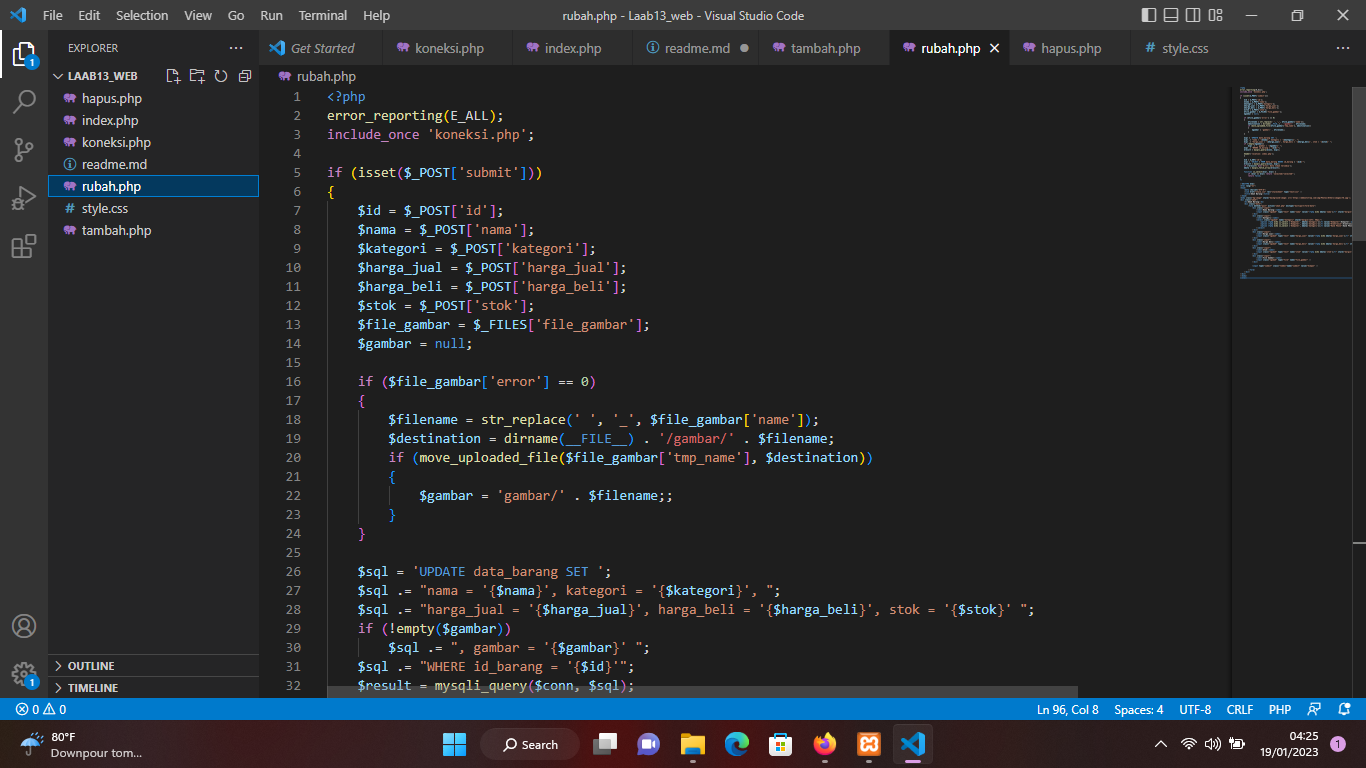 File Edit Selection View Go Run Terminal Help
rubah.php - Laab13_web - Visual Studio Code
EXPLORER
LAAB13_WEB
hapus.php
index.php
koneksi.php
readme.md
rubah.php
style.css
tambah.php
OUTLINE
TIMELINE
1
1
Get Started koneksi.php index.php readme.md tambah.php rubah.php hapus.php style.css
rubah.php
1 <?php
2 error_reporting(E_ALL);
3 include_once 'koneksi.php';
4
5 if (isset($_POST['submit']))
6 {
7 $id = $_POST['id'];
8 $nama = $_POST['nama'];
9 $kategori = $_POST['kategori'];
10 $harga_jual = $_POST['harga_jual'];
11 $harga_beli = $_POST['harga_beli'];
12 $stok = $_POST['stok'];
13 $file_gambar = $_FILES['file_gambar'];
14 $gambar = null;
15
16 if ($file_gambar['error'] == 0)
17 {
18 $filename = str_replace(' ', '_', $file_gambar['name']);
19 $destination = dirname(__FILE__) . '/gambar/' . $filename;
20 if (move_uploaded_file($file_gambar['tmp_name'], $destination))
21 {
22 $gambar = 'gambar/' . $filename;;
23 }
24 }
25
26 $sql = 'UPDATE data_barang SET ';
27 $sql .= "nama = '{$nama}', kategori = '{$kategori}', ";
28 $sql .= "harga_jual = '{$harga_jual}', harga_beli = '{$harga_beli}', stok = '{$stok}' ";
29 if (!empty($gambar))
30 $sql .= ", gambar = '{$gambar}' ";
31 $sql .= "WHERE id_barang = '{$id}'";
32 $result = mysqli_query($conn, $sql);
0 0
Ln 96, Col 8 Spaces: 4 UTF-8 CRLF PHP
80°F
Downpour tom...
Search
04:25
19/01/2023
1